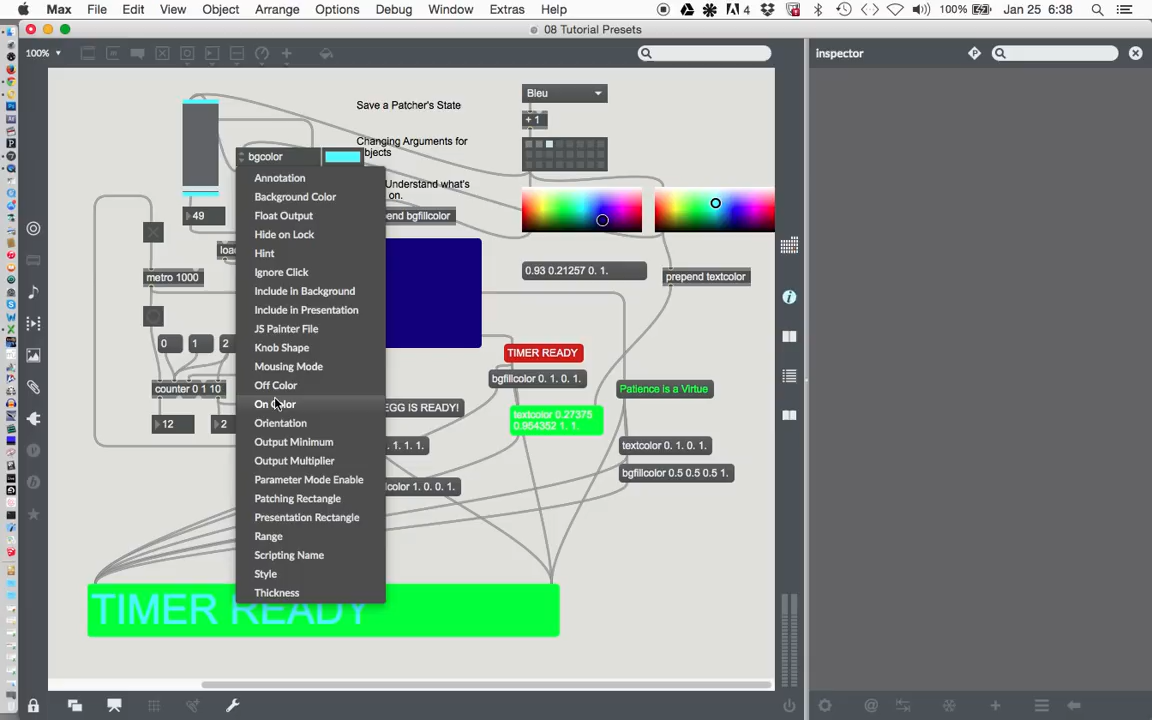 Max File Edit View Object Arrange Options Debug Window Extras Help
4
100%
Jan 25 6:38
08 Tutorial Presets
100%
inspector
Save a Patcher's State
Bleu
+ 1
Changing Arguments for
bjects
bgcolor
Annotation
Background Color
Float Output
Hide on Lock
Hint
Ignore Click
Include in Background
Include in Presentation
JS Painter File
Knob Shape
Mousing Mode
Off Color
On Color
Orientation
Output Minimum
Output Multiplier
Parameter Mode Enable
Patching Rectangle
Presentation Rectangle
Range
Scripting Name
Style
Thickness
Understand what's
on.
end bgfillcolor
49
loa
metro 1000
0
1
2
counter 0 1 10
12
2
0.93 0.21257 0. 1.
prepend textcolor
TIMER READY
bgfillcolor 0. 1. 0. 1.
Patience is a Virtue
EGG IS READY!
textcolor 0.27375
0.954352 1. 1.
. 1. 1. 1.
textcolor 0. 1. 0. 1.
bgfillcolor 0.5 0.5 0.5 1.
lcolor 1. 0. 0. 1.
TIMER READY